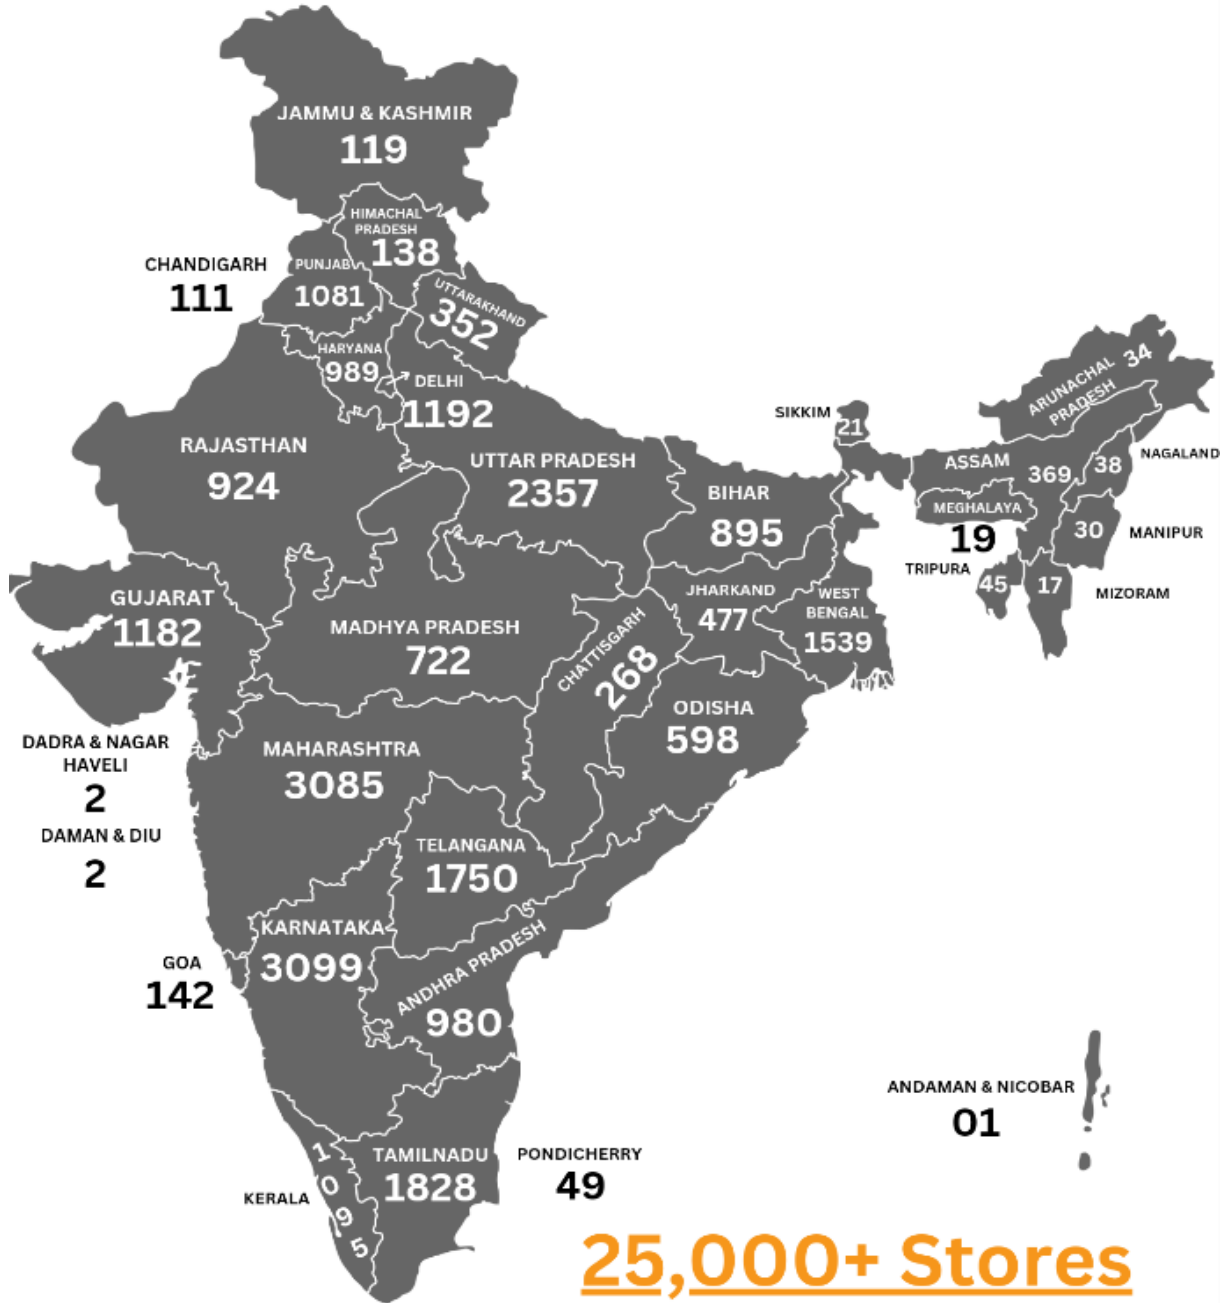 JAMMU & KASHMIR
119
HIMACHAL
PRADESH
138
CHANDIGARH
111
PUNJAB
1081
UTTARAKHAND
352
HARYANA
989
DELHI
1192
RAJASTHAN
924
UTTAR PRADESH
2357
BIHAR
895
SIKKIM
21
ARUNACHAL
PRADESH
34
ASSAM
369
NAGALAND
38
MEGHALAYA
19
MANIPUR
30
TRIPURA
45
MIZORAM
17
GUJARAT
1182
MADHYA PRADESH
722
CHATTISGARH
268
JHARKAND
477
WEST
BENGAL
1539
ODISHA
598
DADRA & NAGAR
HAVELI
2
DAMAN & DIU
2
MAHARASHTRA
3085
TELANGANA
1750
KARNATAKA
3099
GOA
142
ANDHRA PRADESH
980
ANDAMAN & NICOBAR
01
KERALA
1095
TAMILNADU
1828
PONDICHERRY
49
25,000+ Stores